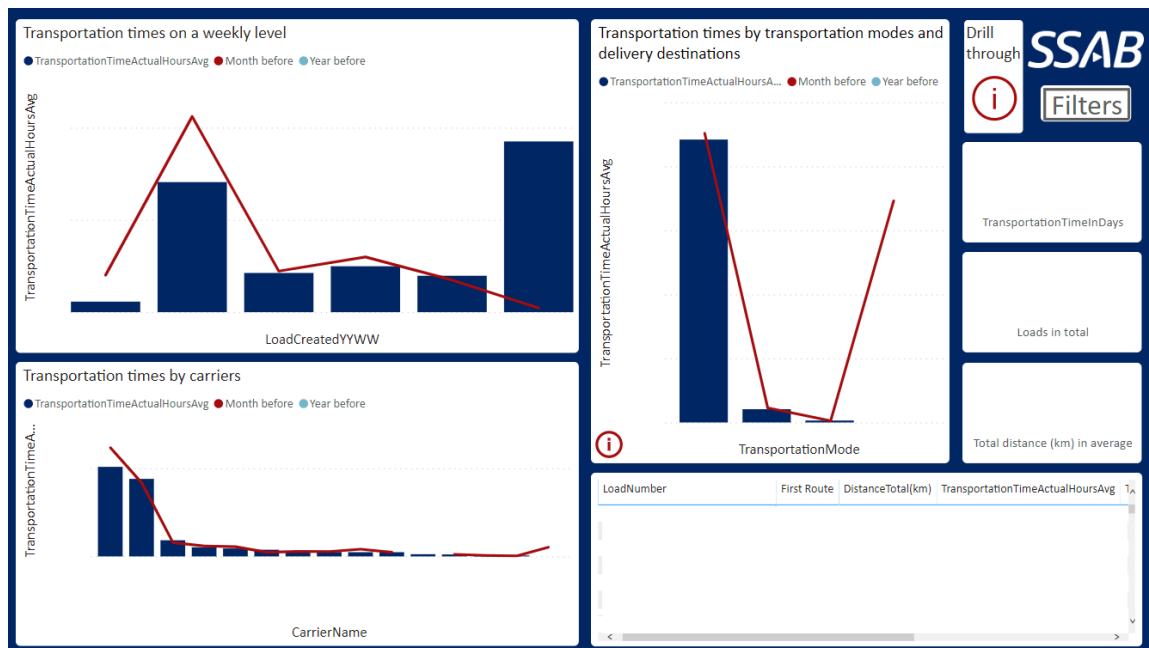 Transportation times on a weekly level
TransportationTimeActualHoursAvg Month before Year before
TransportationTimeActualHoursAvg
LoadCreatedYYWW
Transportation times by carriers
TransportationTimeActualHoursAvg Month before Year before
TransportationTimeA...
CarrierName
Transportation times by transportation modes and
delivery destinations
TransportationTimeActualHoursA... Month before Year before
TransportationTimeActualHoursAvg
i
TransportationMode
Drill
through
i
SSAB
Filters
TransportationTimeInDays
Loads in total
Total distance (km) in average
LoadNumber First Route DistanceTotal(km) TransportationTimeActualHoursAvg